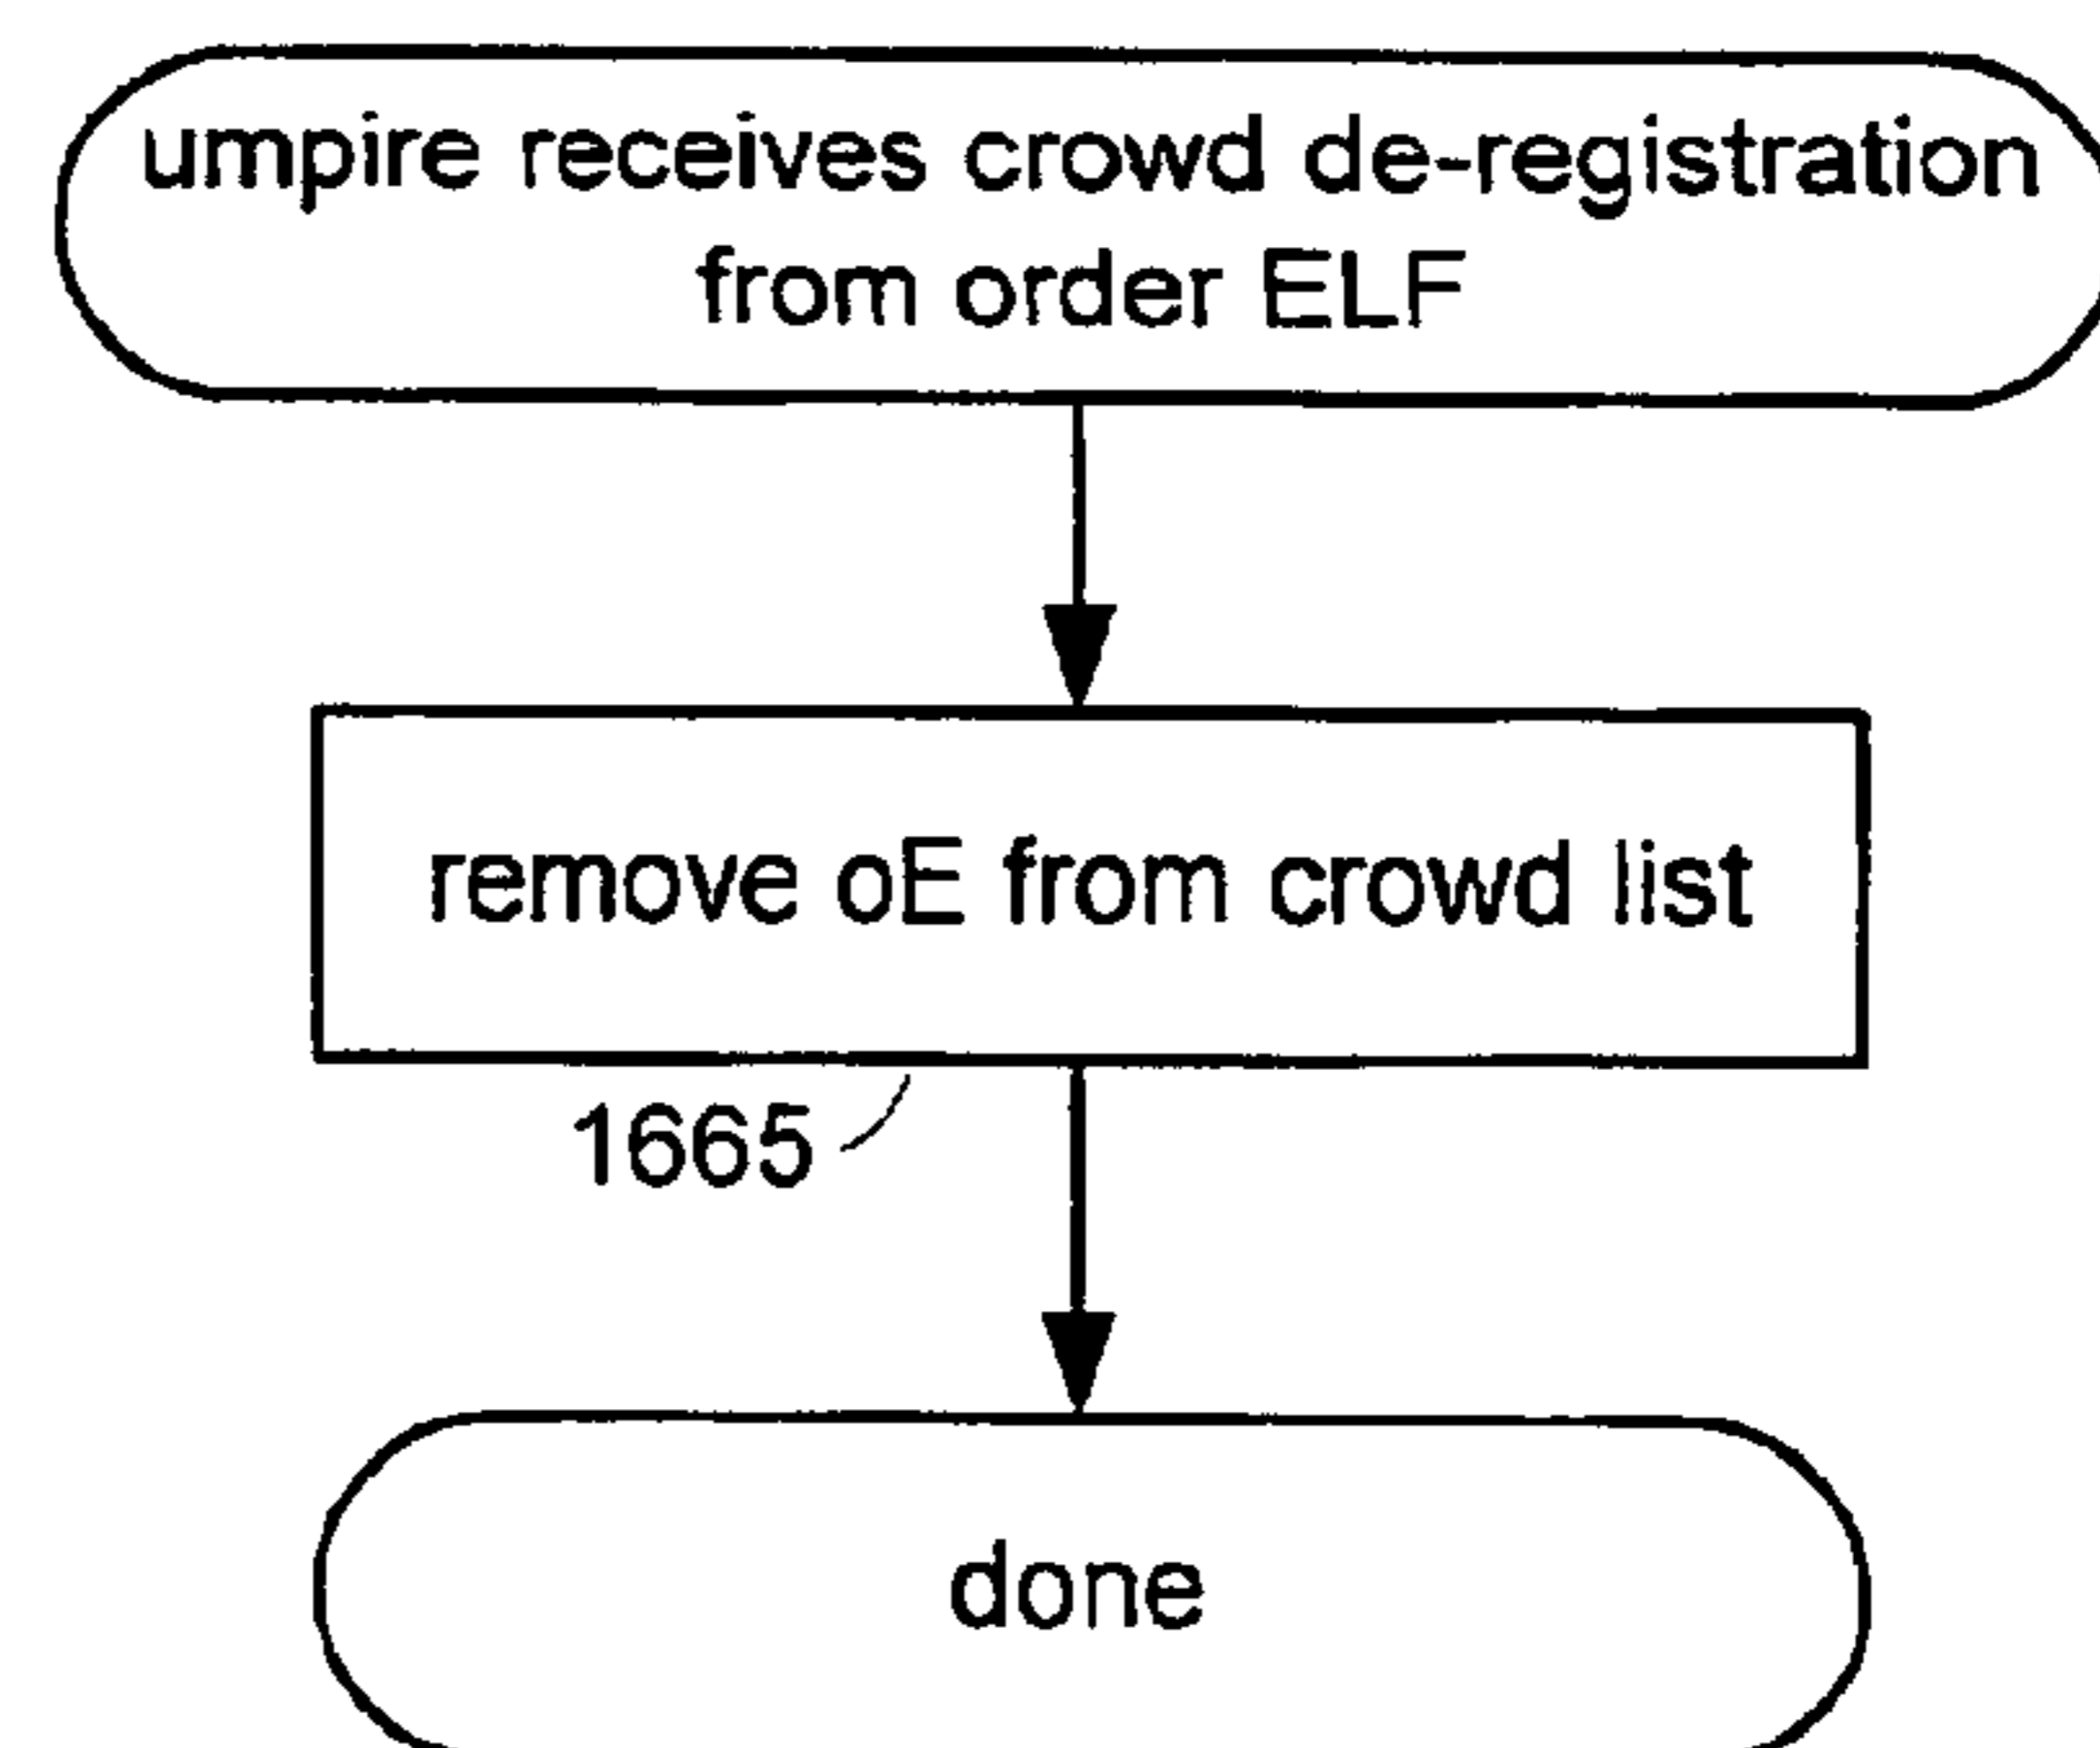 umpire receives crowd de-registration
from order ELF
remove oE from crowd list
1665
done